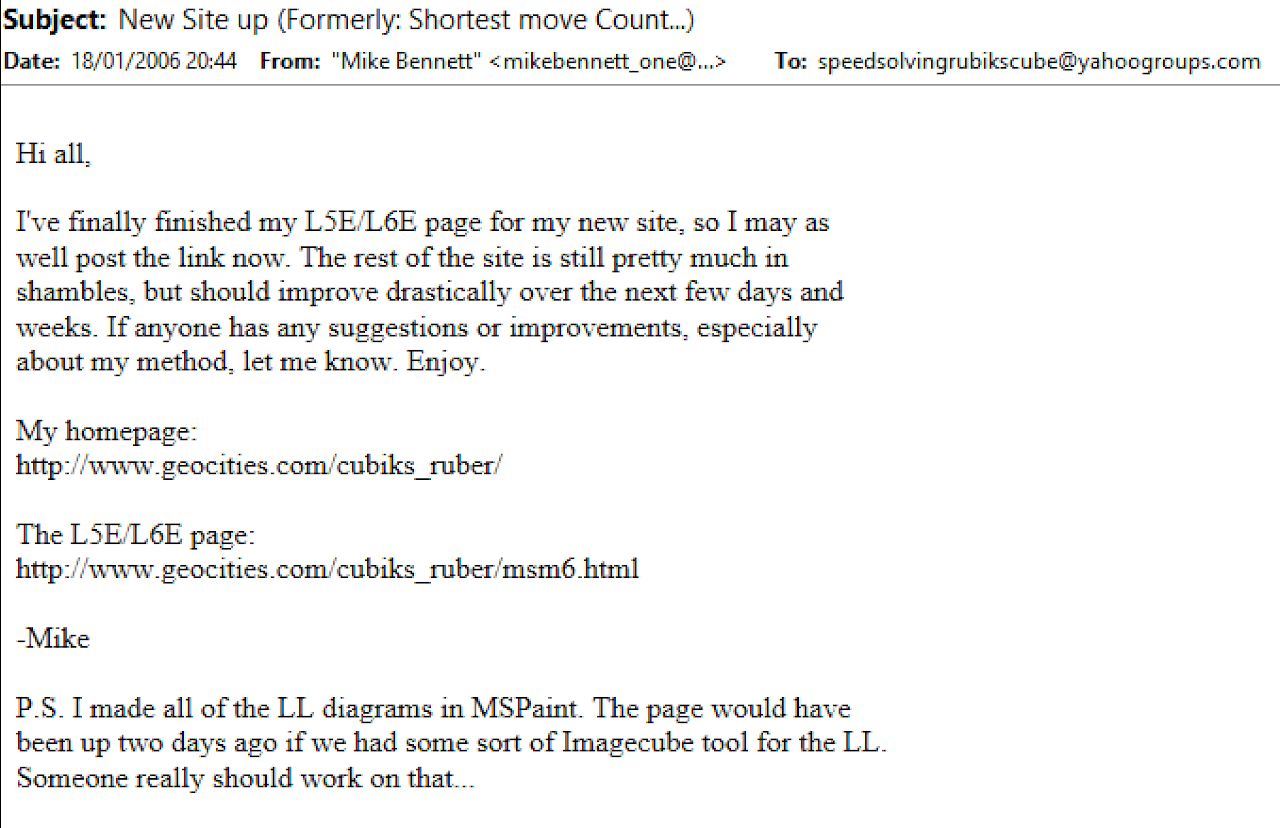 Subject: New Site up (Formerly: Shortest move Count...)
Date: 18/01/2006 20:44 From: "Mike Bennett" <mikebennett_one@...> To: speedsolvingrubikscube@yahoogroups.com
Hi all,
I've finally finished my L5E/L6E page for my new site, so I may as
well post the link now. The rest of the site is still pretty much in
shambles, but should improve drastically over the next few days and
weeks. If anyone has any suggestions or improvements, especially
about my method, let me know. Enjoy.
My homepage:
http://www.geocities.com/cubiks_ruber/
The L5E/L6E page:
http://www.geocities.com/cubiks_ruber/msm6.html
-Mike
P.S. I made all of the LL diagrams in MSPaint. The page would have
been up two days ago if we had some sort of Imagecube tool for the LL.
Someone really should work on that...